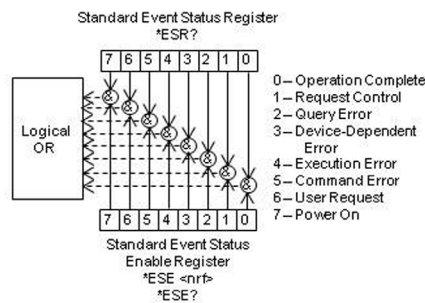 Standard Event Status Register
*ESR?
7 6 5 4 3 2 1 0
& & & & & & & &
Logical
OR
0–Operation Complete
1–Request Control
2–Query Error
3–Device-Dependent
Error
4–Execution Error
5–Command Error
6–User Request
7–Power On
7 6 5 4 3 2 1 0
Standard Event Status
Enable Register
*ESE <nrf>
*ESE?